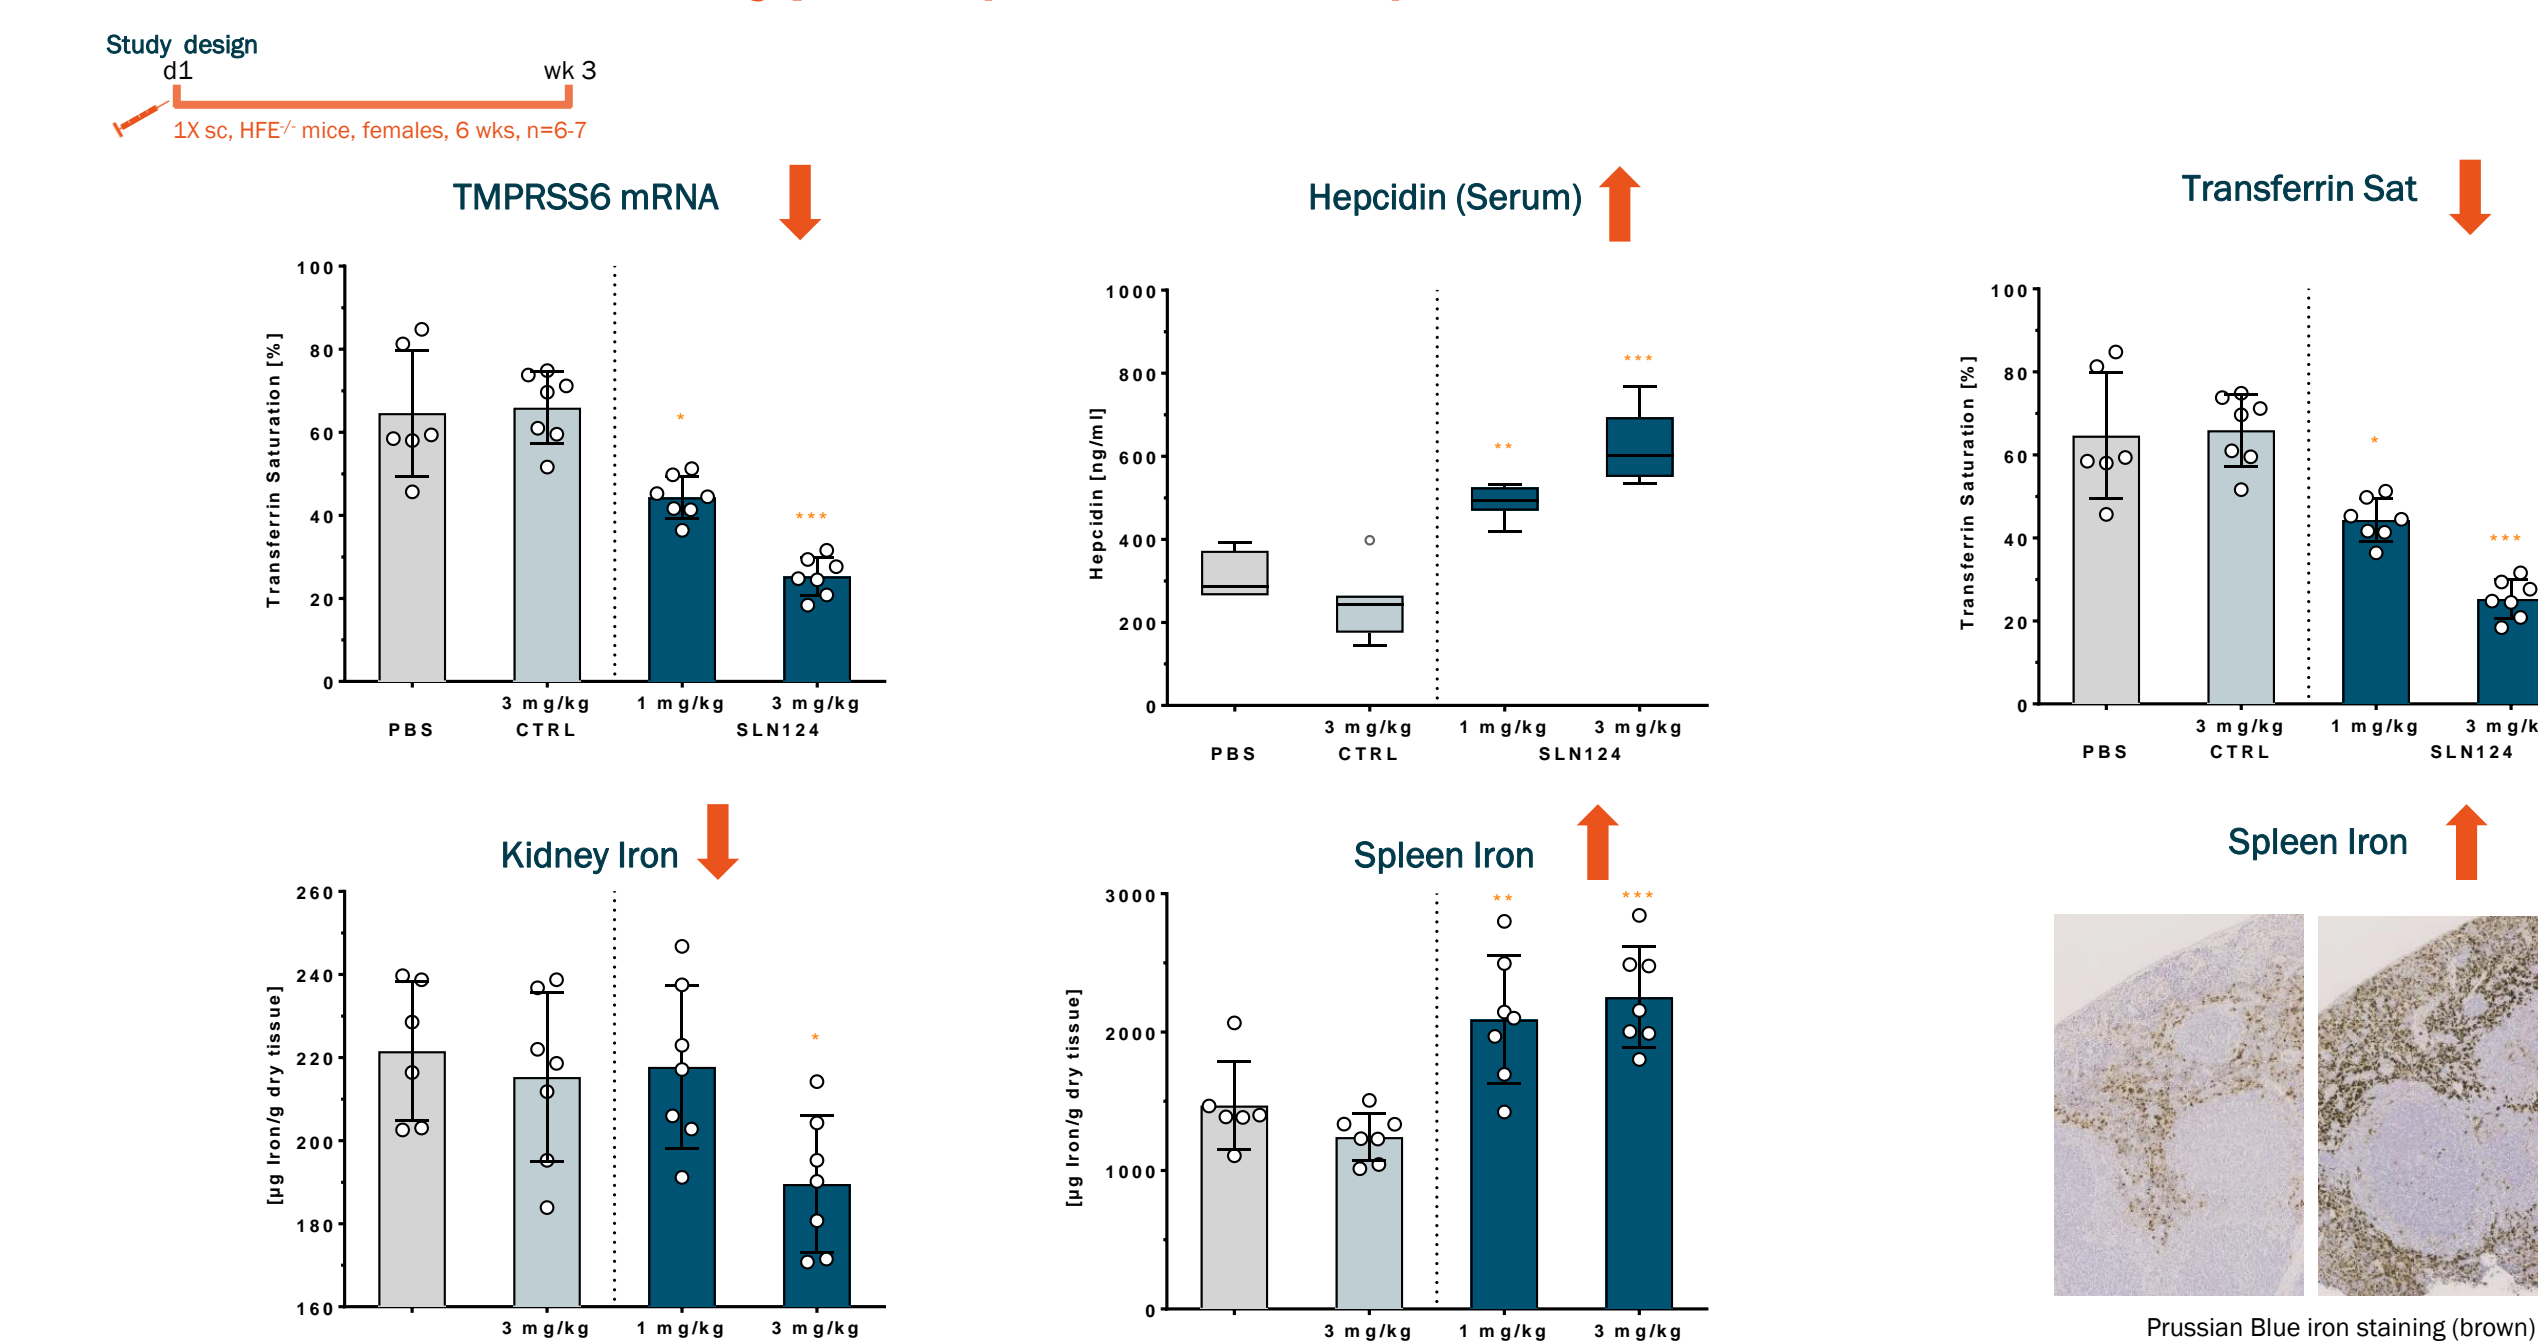 Study design
d1
wk 3
1X sc, HFE-/- mice, females, 6 wks, n=6-7
TMPRSS6 mRNA
Transferrin Saturation [%]
100
80
60
40
20
0
*
***
3 mg/kg
1 mg/kg
3 mg/kg
PBS
CTRL
SLN124
Hepcidin (Serum)
Hepcidin [ng/ml]
1000
800
600
400
200
0
**
***
3 mg/kg
1 mg/kg
3 mg/kg
PBS
CTRL
SLN124
Transferrin Sat
Transferrin Saturation [%]
100
80
60
40
20
0
*
***
3 mg/kg
1 mg/kg
3 mg/k
PBS
CTRL
SLN124
Kidney Iron
[µg Iron/g dry tissue]
260
240
220
200
180
160
*
3 mg/kg
1 mg/kg
3 mg/kg
Spleen Iron
[µg Iron/g dry tissue]
3000
2000
1000
0
**
***
3 mg/kg
1 mg/kg
3 mg/kg
Spleen Iron
Prussian Blue iron staining (brown)